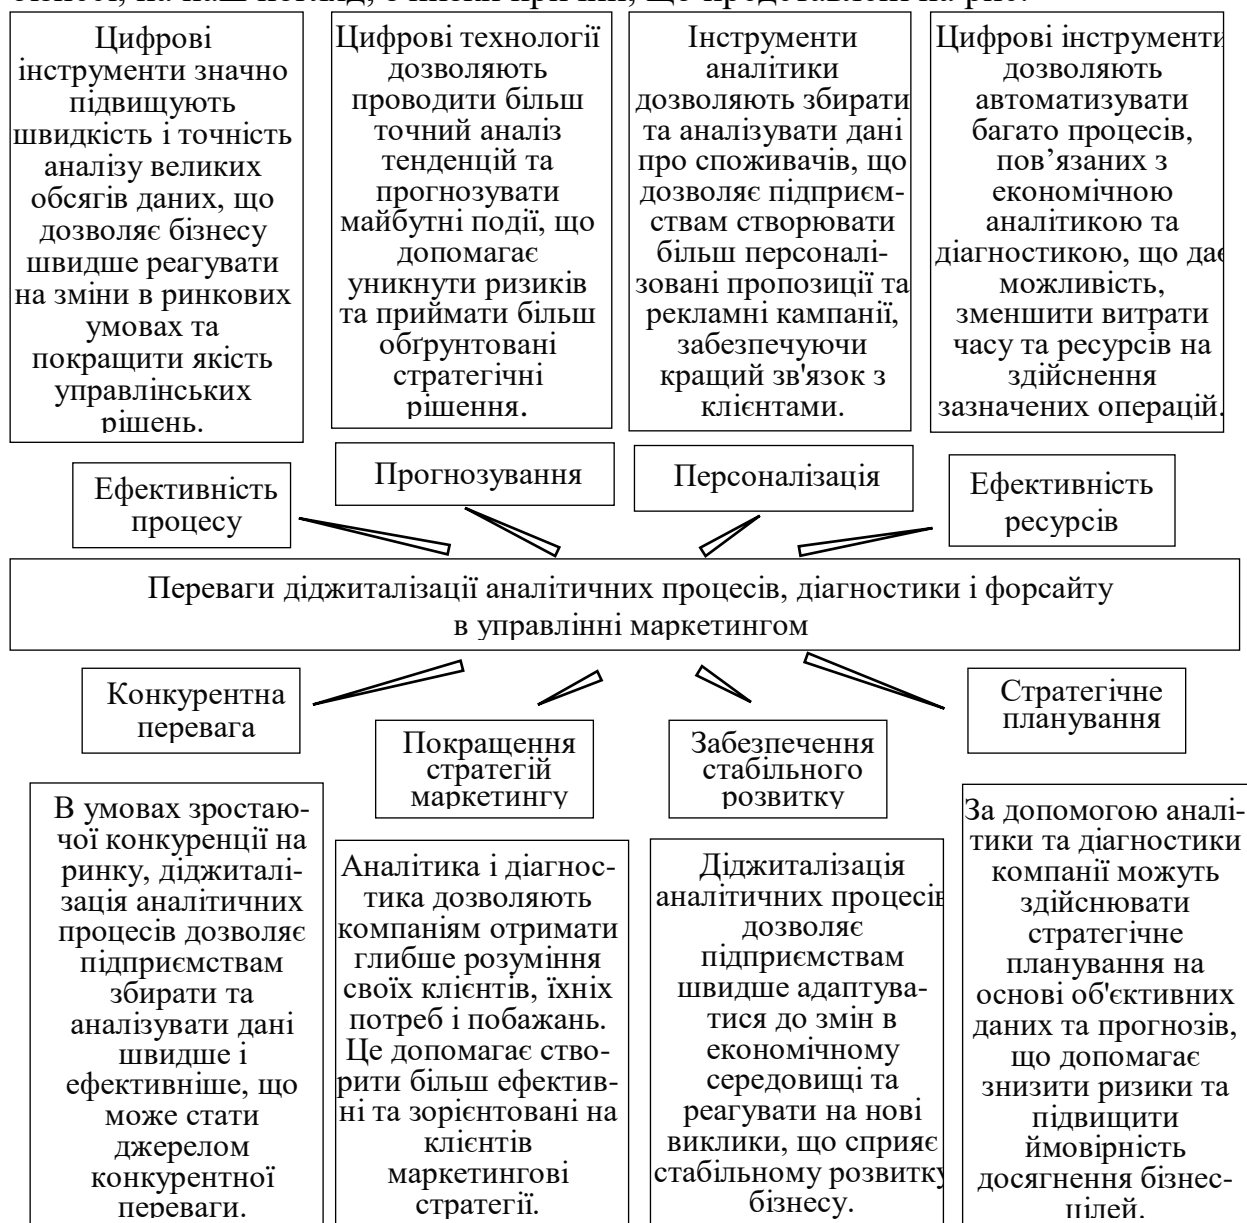 Цифрові
інструменти значно
підвищують
швидкість і точність
аналізу великих
обсягів даних, що
дозволяє бізнесу
швидше реагувати
на зміни в ринкових
умовах та
покращити якість
управлінських
рішень.
Цифрові технології
дозволяють
проводити більш
точний аналіз
тенденцій та
прогнозувати
майбутні події, що
допомагає
уникнути ризиків
та приймати більш
обґрунтовані
стратегічні
рішення.
Інструменти
аналітики
дозволяють збирати
та аналізувати дані
про споживачів, що
дозволяє підприєм-
ствам створювати
більш персоналі-
зовані пропозиції та
рекламні кампанії,
забезпечуючи
кращий зв'язок з
клієнтами.
Цифрові інструменти
дозволяють
автоматизувати
багато процесів,
пов’язаних з
економічною
аналітикою та
діагностикою, що дає
можливість,
зменшити витрати
часу та ресурсів на
здійснення
зазначених операцій.
Ефективність
процесу
Прогнозування
Персоналізація
Ефективність
ресурсів
Переваги діджиталізації аналітичних процесів, діагностики і форсайту
в управлінні маркетингом
Конкурентна
перевага
Покращення
стратегій
маркетингу
Забезпечення
стабільного
розвитку
Стратегічне
планування
В умовах зростаю-
чої конкуренції на
ринку, діджиталі-
зація аналітичних
процесів дозволяє
підприємствам
збирати та
аналізувати дані
швидше і
ефективніше, що
може стати
джерелом
конкурентної
переваги.
Аналітика і діагнос-
тика дозволяють
компаніям отримати
глибше розуміння
своїх клієнтів, їхніх
потреб і побажань.
Це допомагає ство-
рити більш ефектив-
ні та зорієнтовані на
клієнтів
маркетингові
стратегії.
Діджиталізація
аналітичних процесів
дозволяє
підприємствам
швидше адаптува-
тися до змін в
економічному
середовищі та
реагувати на нові
виклики, що сприяє
стабільному розвитку
бізнесу.
За допомогою аналі-
тики та діагностики
компанії можуть
здійснювати
стратегічне
планування на
основі об'єктивних
даних та прогнозів,
що допомагає
знизити ризики та
підвищити
ймовірність
досягнення бізнес-
цілей.